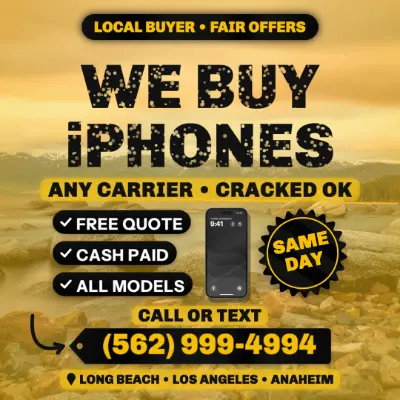 LOCAL BUYER • FAIR OFFERS
WE BUY
iPHONES
ANY CARRIER • CRACKED OK
FREE QUOTE
CASH PAID
ALL MODELS
9:41
SAME
DAY
CALL OR TEXT
(562) 999-4994
LONG BEACH • LOS ANGELES • ANAHEIM